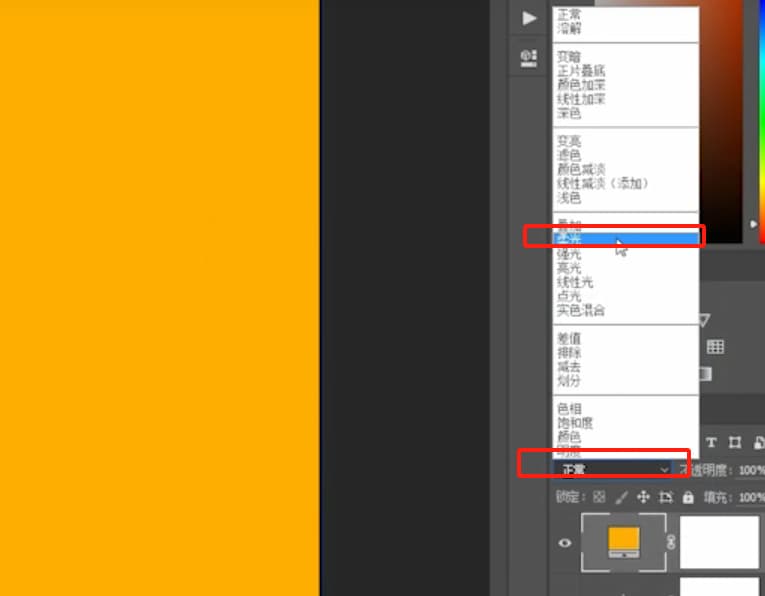 正常
溶解
变暗
正片叠底
颜色加深
线性加深
深色
变亮
滤色
颜色减淡
线性减淡（添加）
浅色
叠加
柔光
强光
亮光
线性光
点光
实色混合
差值
排除
减去
划分
色相
饱和度
颜色
明度
正常
不透明度: 100%
锁定:
填充: 100%